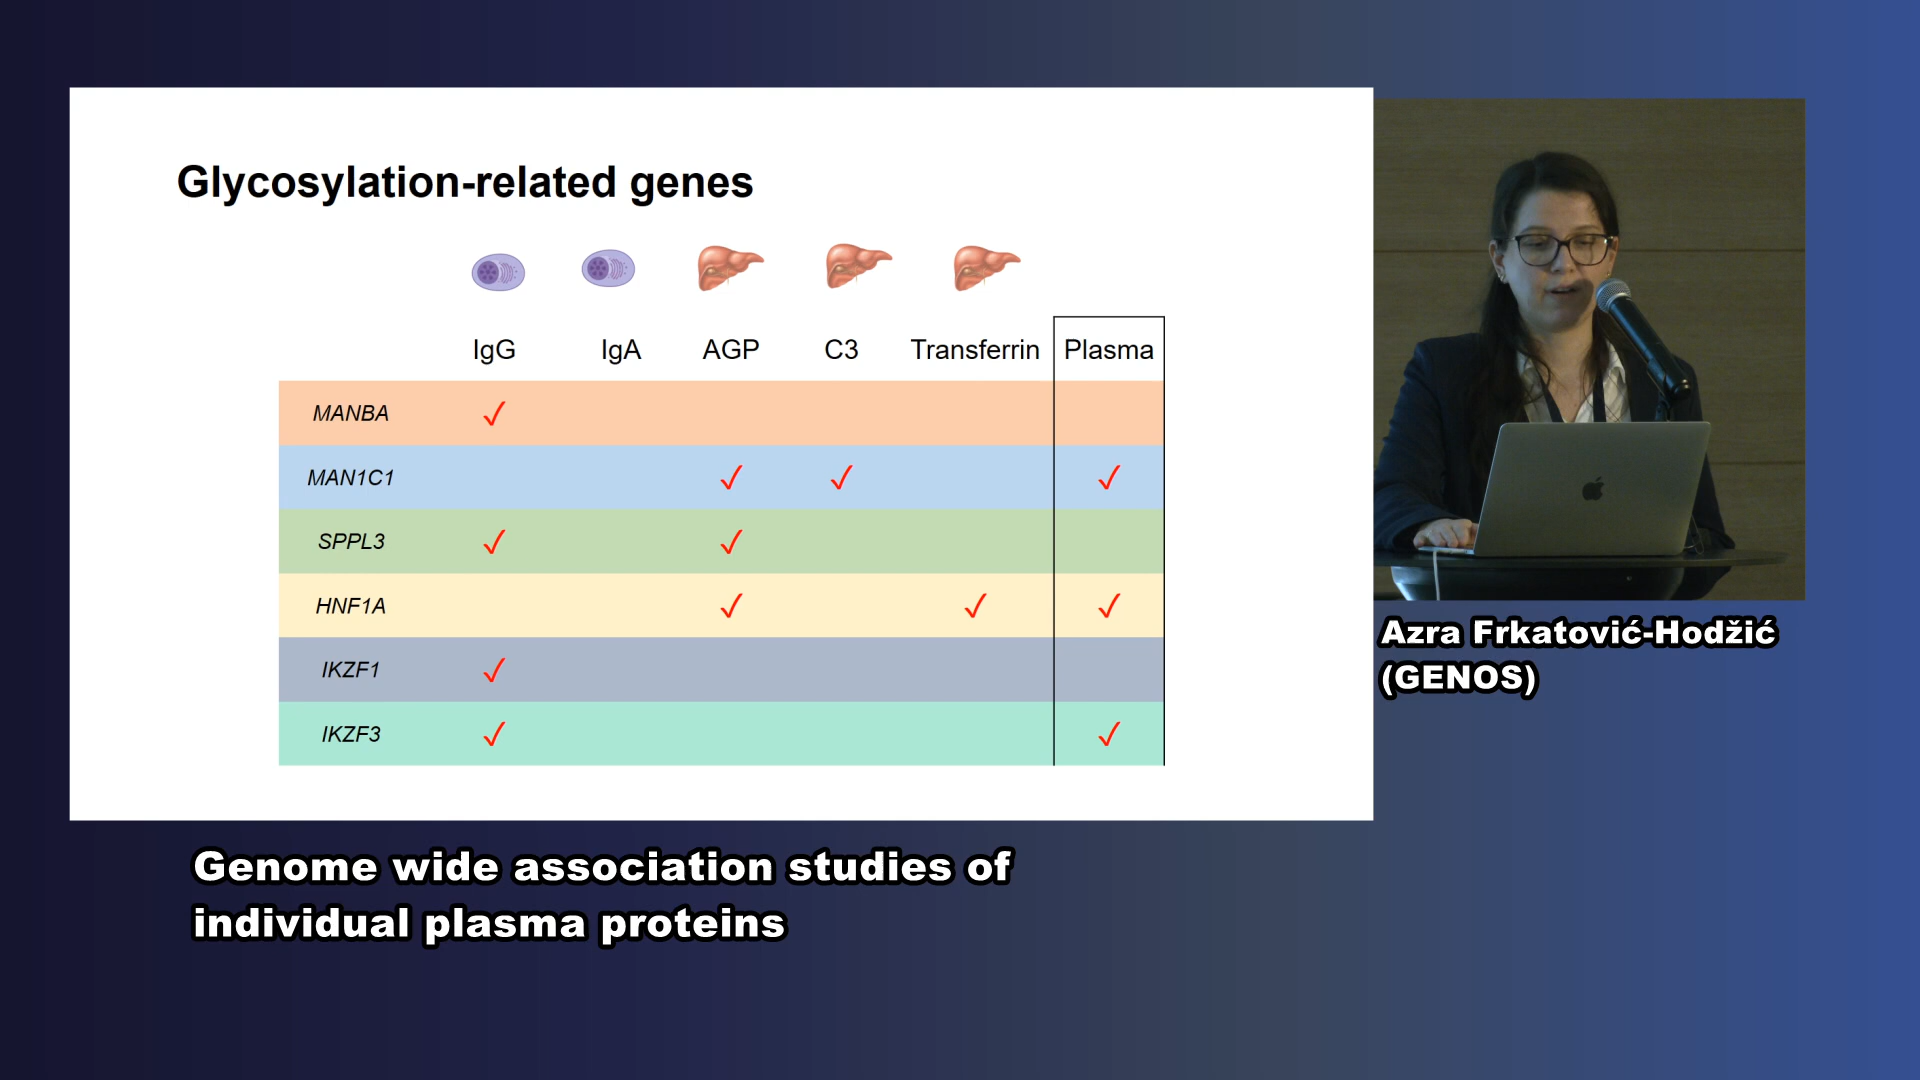 Glycosylation-related genes
IgG IgA AGP C3 Transferrin Plasma
MANBA ✓
MAN1C1 ✓ ✓ ✓
SPPL3 ✓ ✓
HNF1A ✓ ✓ ✓
IKZF1 ✓
IKZF3 ✓ ✓
Azra Frkatović-Hodžić
(GENOS)
Genome wide association studies of
individual plasma proteins